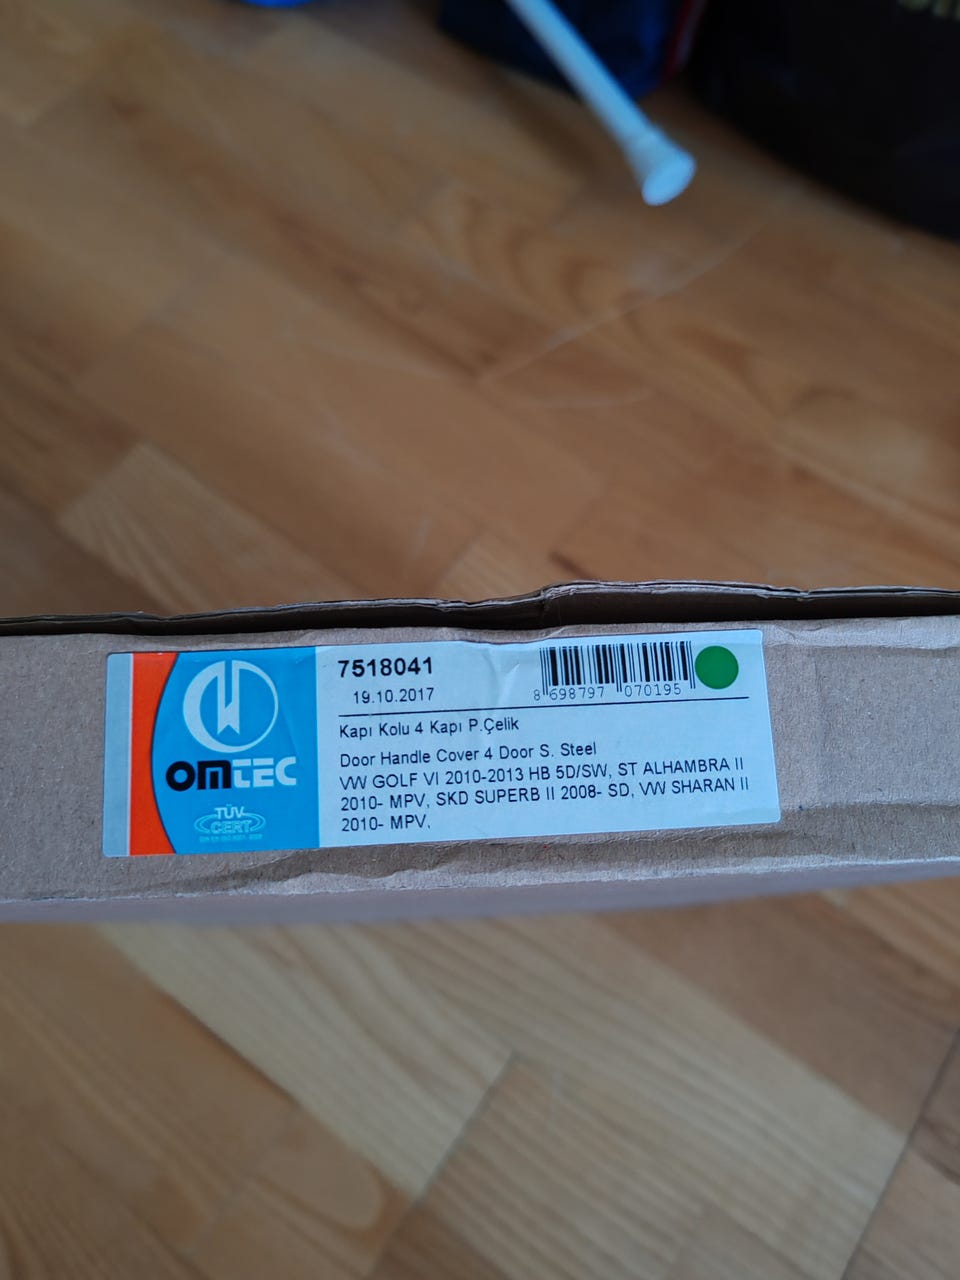 7518041
19.10.2017
8 698797 070195
Kapı Kolu 4 Kapı P.Çelik
Door Handle Cover 4 Door S. Steel
VW GOLF VI 2010-2013 HB 5D/SW, ST ALHAMBRA II
2010- MPV, SKD SUPERB II 2008- SD, VW SHARAN II
2010- MPV,
OMTEC
TÜV
CERT